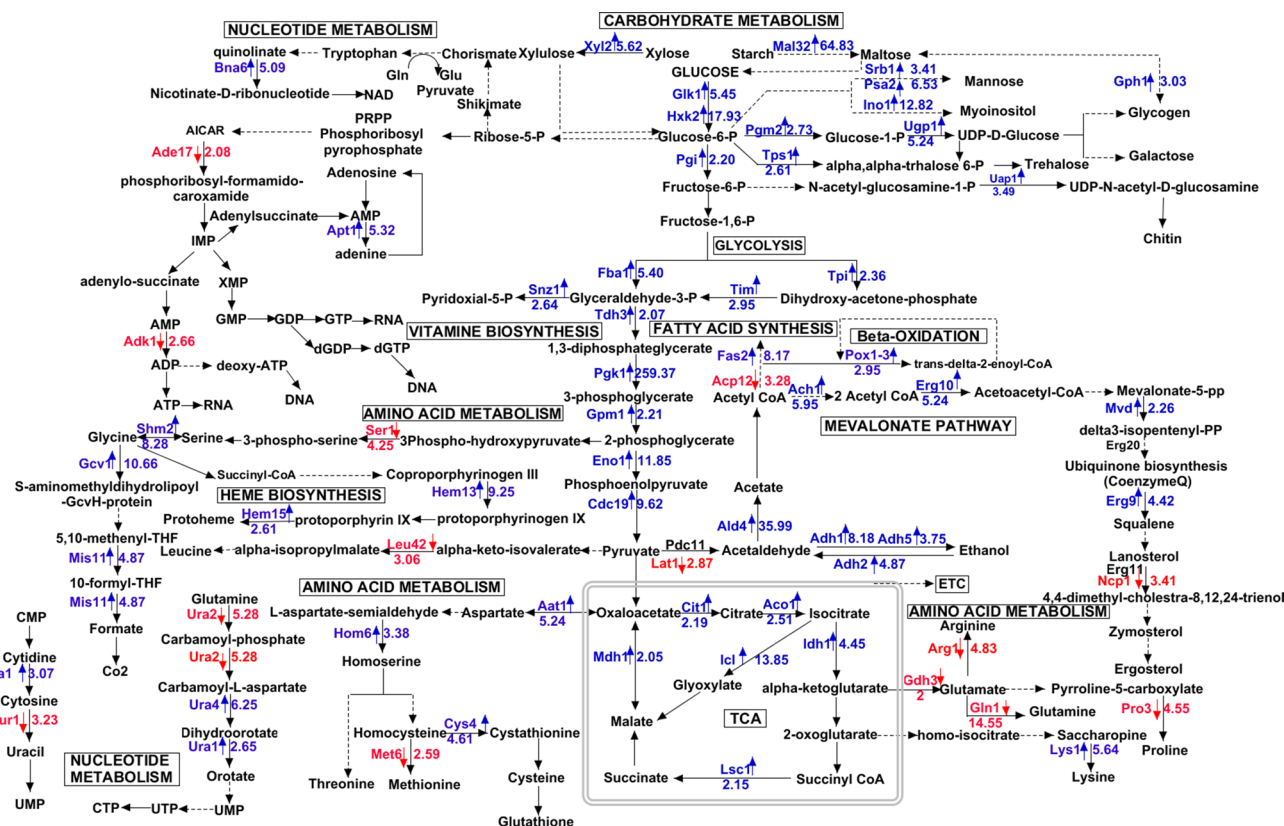 NUCLEOTIDE METABOLISM
CARBOHYDRATE METABOLISM
quinolinate Tryptophan Chorismate Xylulose Xyl2 5.62 Xylose Starch Mal32 64.83 Maltose
Bna6 5.09 Gln Glu GLUCOSE Srb1 3.41 Mannose Gph1 3.03
Nicotinate-D-ribonucleotide NAD Pyruvate Glk1 5.45 Psa2 6.53
Shikimate Ino1 12.82 Myoinositol Glycogen
PRPP Hxk2 17.93
AICAR Phosphoribosyl Ribose-5-P Glucose-6-P Pgm2 2.73 Glucose-1-P Ugp1 5.24 UDP-D-Glucose
pyrophosphate
Ade17 2.08 Pgi 2.20 Tps1 2.61 alpha,alpha-trhalose 6-P Trehalose Galactose
phosphoribosyl-formamido- Adenosine Fructose-6-P N-acetyl-glucosamine-1-P Uap1 3.49 UDP-N-acetyl-D-glucosamine
caroxamide
Adenylsuccinate AMP Fructose-1,6-P
IMP Apt1 5.32 Chitin
adenine GLYCOLYSIS
adenylo-succinate XMP Fba1 5.40 Tpi 2.36
Pyridoxial-5-P Snz1 2.64 Glyceraldehyde-3-P Tim 2.95 Dihydroxy-acetone-phosphate
AMP GMP GDP GTP RNA Tdh3 2.07
VITAMINE BIOSYNTHESIS FATTY ACID SYNTHESIS Beta-OXIDATION
Adk1 2.66 dGDP dGTP 1,3-diphosphateglycerate
ADP deoxy-ATP Fas2 8.17 Pox1-3 2.95 trans-delta-2-enoyl-CoA
DNA DNA Pgk1 259.37 Acp12 3.28
ATP RNA 3-phosphoglycerate Acetyl CoA Ach1 5.95 2 Acetyl CoA Erg10 5.24 Acetoacetyl-CoA Mevalonate-5-pp
AMINO ACID METABOLISM Gpm1 2.21 MEVALONATE PATHWAY Mvd 2.26
Glycine Shm2 8.28 Serine 3-phospho-serine Ser1 4.25 3Phospho-hydroxypyruvate 2-phosphoglycerate delta3-isopentenyl-PP
Erg20
Gcv1 10.66 Succinyl-CoA Coproporphyrinogen III Eno1 11.85 Ubiquinone biosynthesis
(CoenzymeQ)
S-aminomethyldihydrolipoyl Phosphoenolpyruvate
-GcvH-protein HEME BIOSYNTHESIS Hem13 9.25 Cdc19 9.62 Acetate Erg9 4.42
Protoheme Hem15 2.61 protoporphyrin IX protoporphyrinogen IX Squalene
5,10-methenyl-THF Ald4 35.99
Leucine alpha-isopropylmalate Leu42 3.06 alpha-keto-isovalerate Pyruvate Pdc11 Acetaldehyde Adh1 8.18 Adh5 3.75 Ethanol
Mis11 4.87 Lat1 2.87 Adh2 4.87 Lanosterol
Erg11
10-formyl-THF AMINO ACID METABOLISM ETC Ncp1 3.41
Mis11 4.87 Glutamine 4,4-dimethyl-cholestra-8,12,24-trienol
CMP Ura2 5.28 L-aspartate-semialdehyde Aspartate Aat1 5.24 Oxaloacetate Cit1 2.19 Citrate Aco1 2.51 Isocitrate AMINO ACID METABOLISM
Formate Carbamoyl-phosphate Hom6 3.38 Arginine Zymosterol
Cytidine Ura2 5.28 Homoserine Mdh1 2.05 Icl 13.85 Idh1 4.45 Arg1 4.83
a1 3.07 Co2 Ergosterol
Cytosine Carbamoyl-L-aspartate Glyoxylate alpha-ketoglutarate Gdh3 2 Glutamate Pyrroline-5-carboxylate
ur1 3.23 Ura4 6.25 Malate TCA Gln1 14.55 Glutamine Pro3 4.55
Uracil Dihydroorotate Homocysteine Cys4 4.61 Cystathionine 2-oxoglutarate homo-isocitrate Saccharopine Proline
NUCLEOTIDE Ura1 2.65 Met6 2.59 Lys1 5.64
METABOLISM Orotate Threonine Methionine Cysteine Succinate Lsc1 2.15 Succinyl CoA Lysine
UMP CTP UTP UMP Glutathione